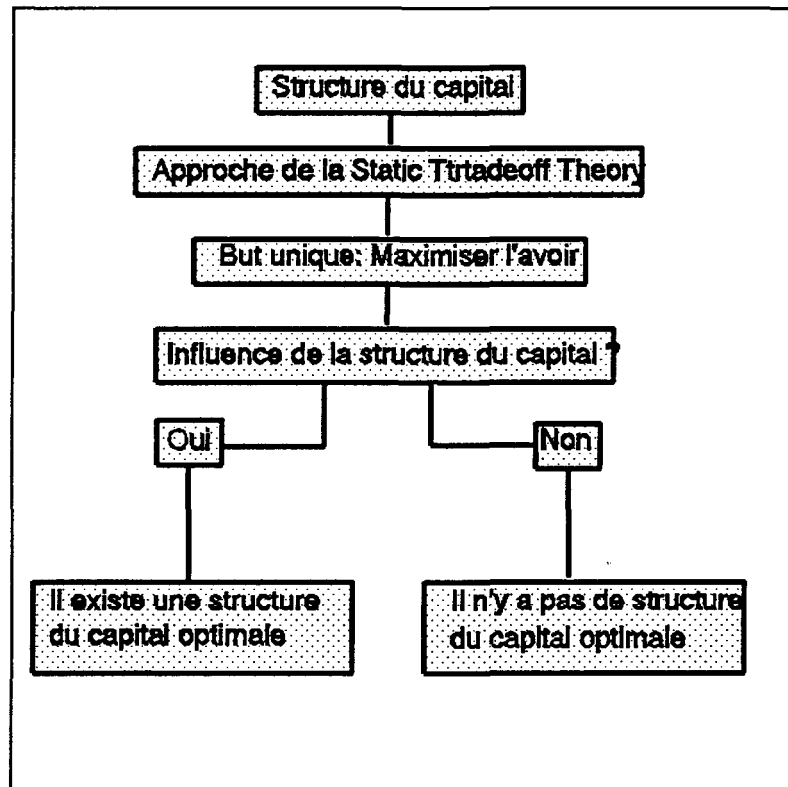 Structure du capital
Approche de la Static Ttrtadeoff Theory
But unique: Maximiser l'avoir
Influence de la structure du capital ?
Oui
Non
Il existe une structure
du capital optimale
Il n'y a pas de structure
du capital optimale